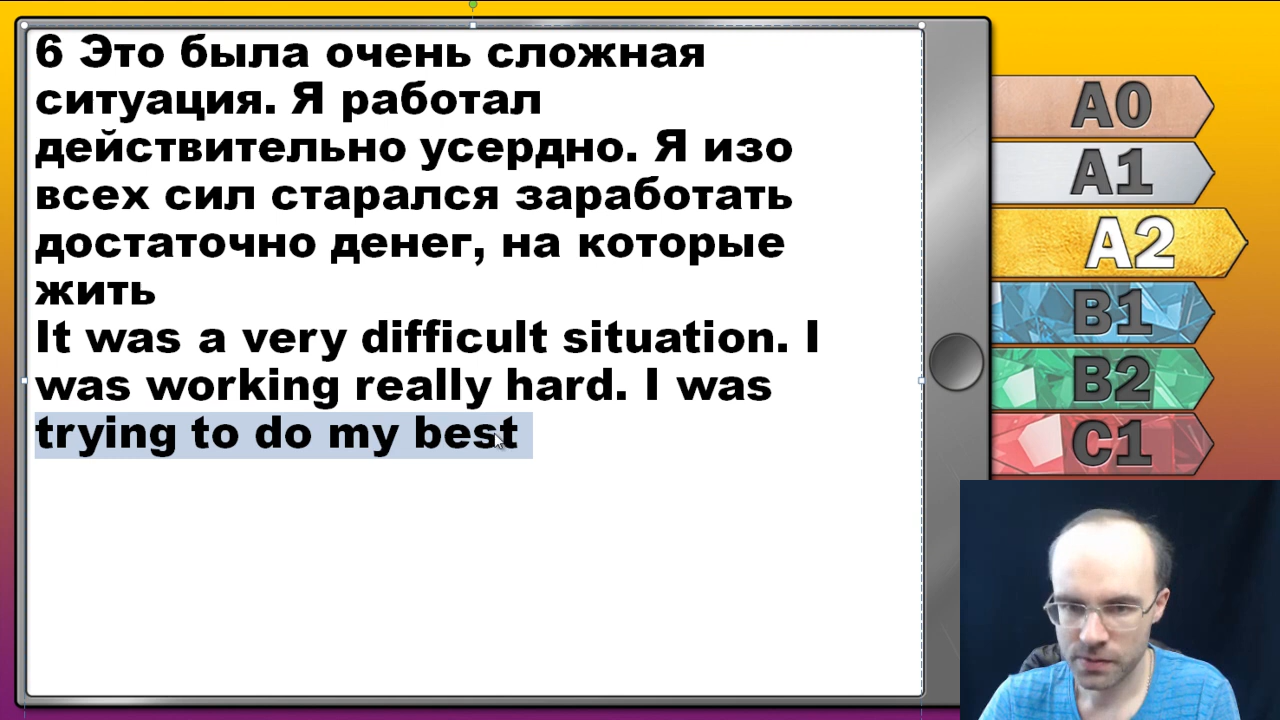 6 Это была очень сложная
ситуация. Я работал
действительно усердно. Я изо
всех сил старался заработать
достаточно денег, на которые
жить
It was a very difficult situation. I
was working really hard. I was
trying to do my best
A0
A1
A2
B1
B2
C1